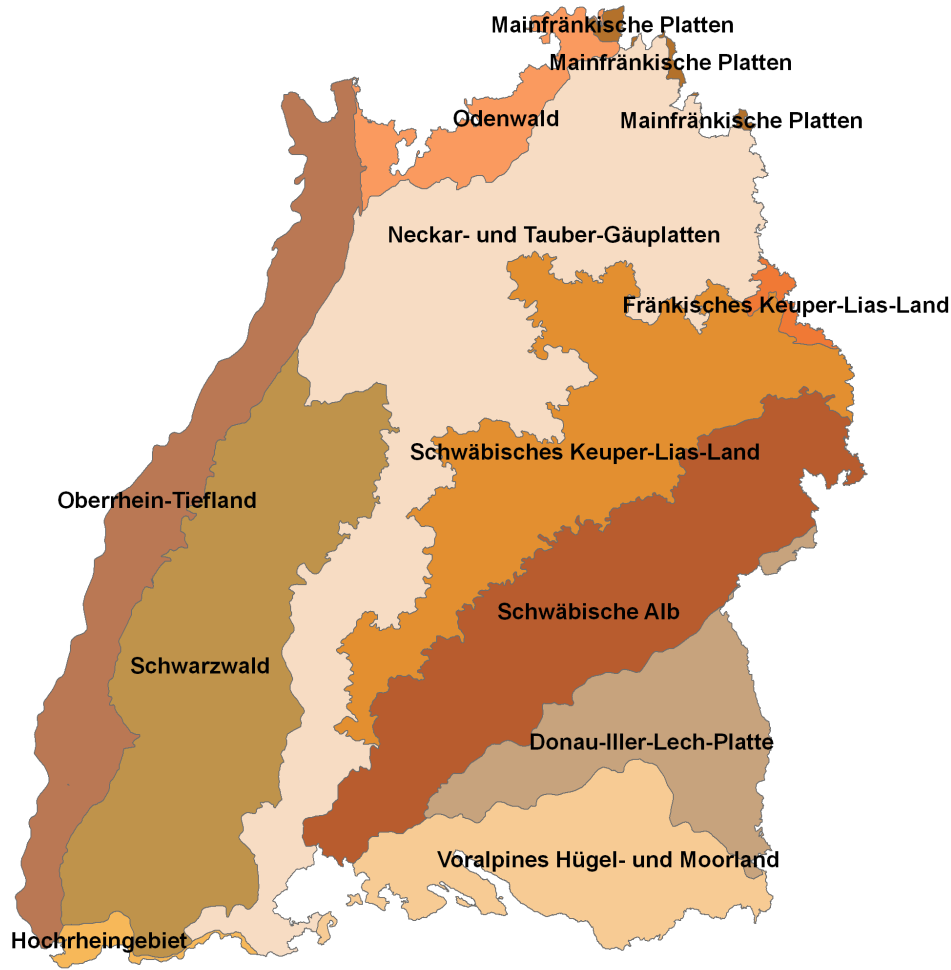 Mainfränkische Platten
Mainfränkische Platten
Odenwald
Mainfränkische Platten
Neckar- und Tauber-Gäuplatten
Fränkisches Keuper-Lias-Land
Schwäbisches Keuper-Lias-Land
Oberrhein-Tiefland
Schwäbische Alb
Schwarzwald
Donau-Iller-Lech-Platte
Voralpines Hügel- und Moorland
Hochrheingebiet